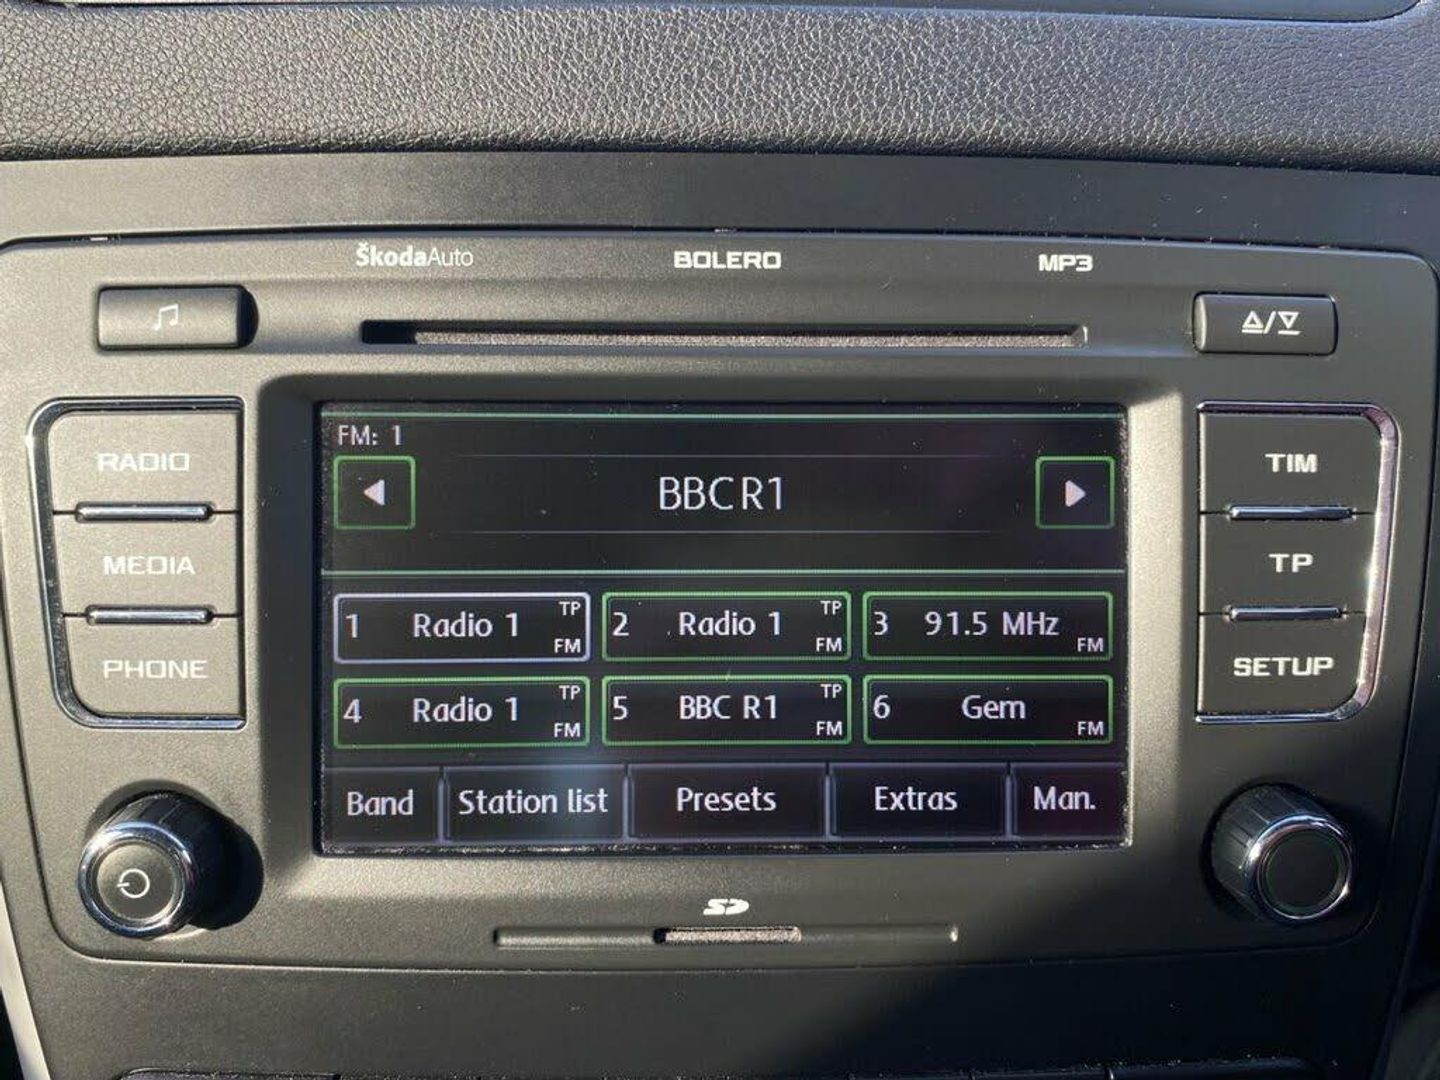 ŠkodaAuto BOLERO MP3
RADIO
MEDIA
PHONE
FM: 1
BBC R1
1 Radio 1 TP FM
2 Radio 1 TP FM
3 91.5 MHz FM
4 Radio 1 TP FM
5 BBC R1 TP FM
6 Gem FM
Band Station list Presets Extras Man.
TIM
TP
SETUP
SD